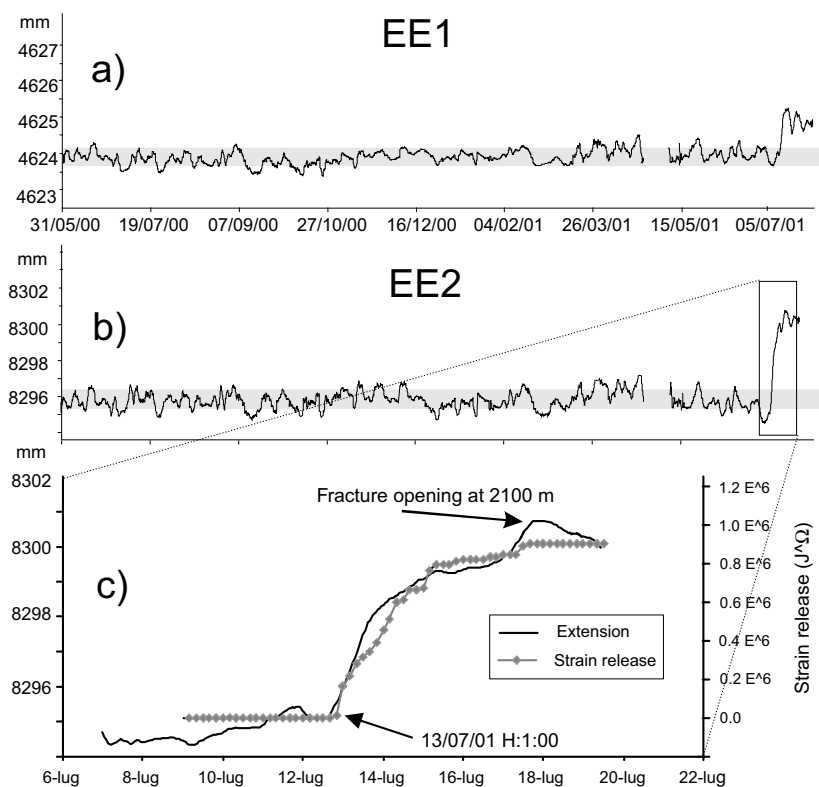 mm
EE1
a)
4627
4626
4625
4624
4623
31/05/00 19/07/00 07/09/00 27/10/00 16/12/00 04/02/01 26/03/01 15/05/01 05/07/01
mm
EE2
b)
8302
8300
8298
8296
mm
8302
8300
8298
8295
c)
Fracture opening at 2100 m
Extension
Strain release
13/07/01 H:1:00
1.2 E^6
1.0 E^6
0.8 E^6
0.6 E^6
0.4 E^6
0.2 E^6
0.0
Strain release (J^Ω)
6-lug 8-lug 10-lug 12-lug 14-lug 16-lug 18-lug 20-lug 22-lug